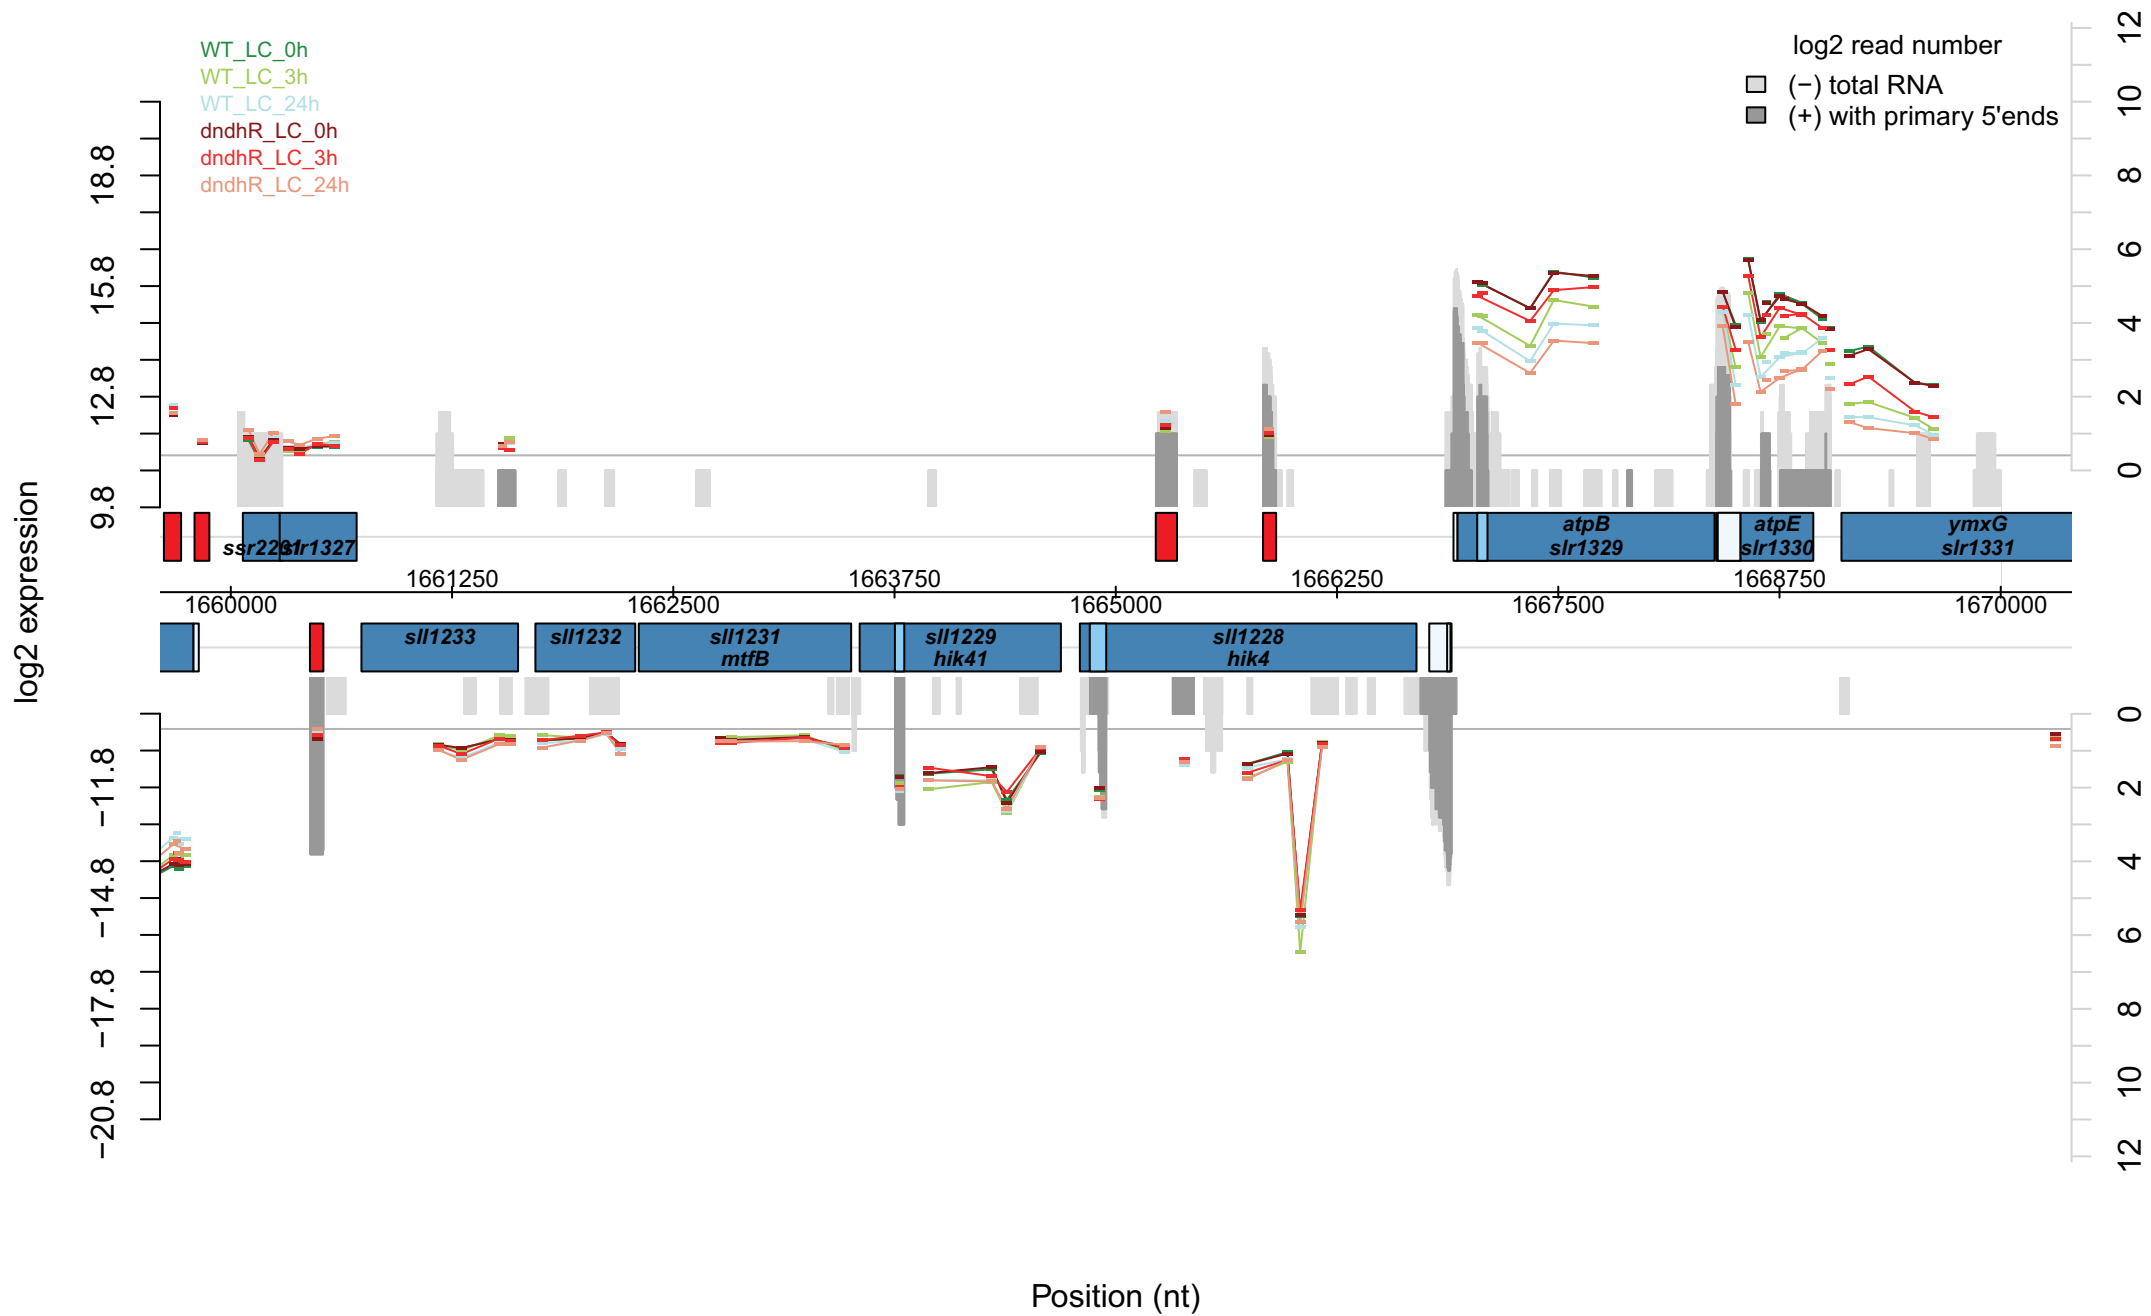 WT_LC_0h
WT_LC_3h
WT_LC_24h
dndhR_LC_0h
dndhR_LC_3h
dndhR_LC_24h
log2 read number
(−) total RNA
(+) with primary 5'ends
log2 expression
18.8
15.8
12.8
9.8
12
10
8
6
4
2
0
slr1327
atpB
slr1329
atpE
slr1330
ymxG
slr1331
1661250
1663750
1666250
1668750
1660000
1662500
1665000
1667500
1670000
sll1233
sll1232
sll1231
mtfB
sll1229
hik41
sll1228
hik4
−11.8
−14.8
−17.8
−20.8
0
2
4
6
8
10
12
Position (nt)